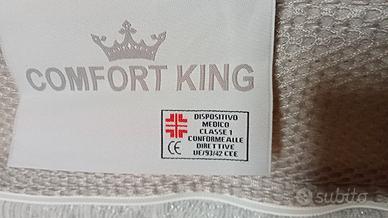 COMFORT KING
DISPOSITIVO
MEDICO
CLASSE 1
CONFORME ALLE
DIRETTIVE
CE UE/93/42 CEE
subito